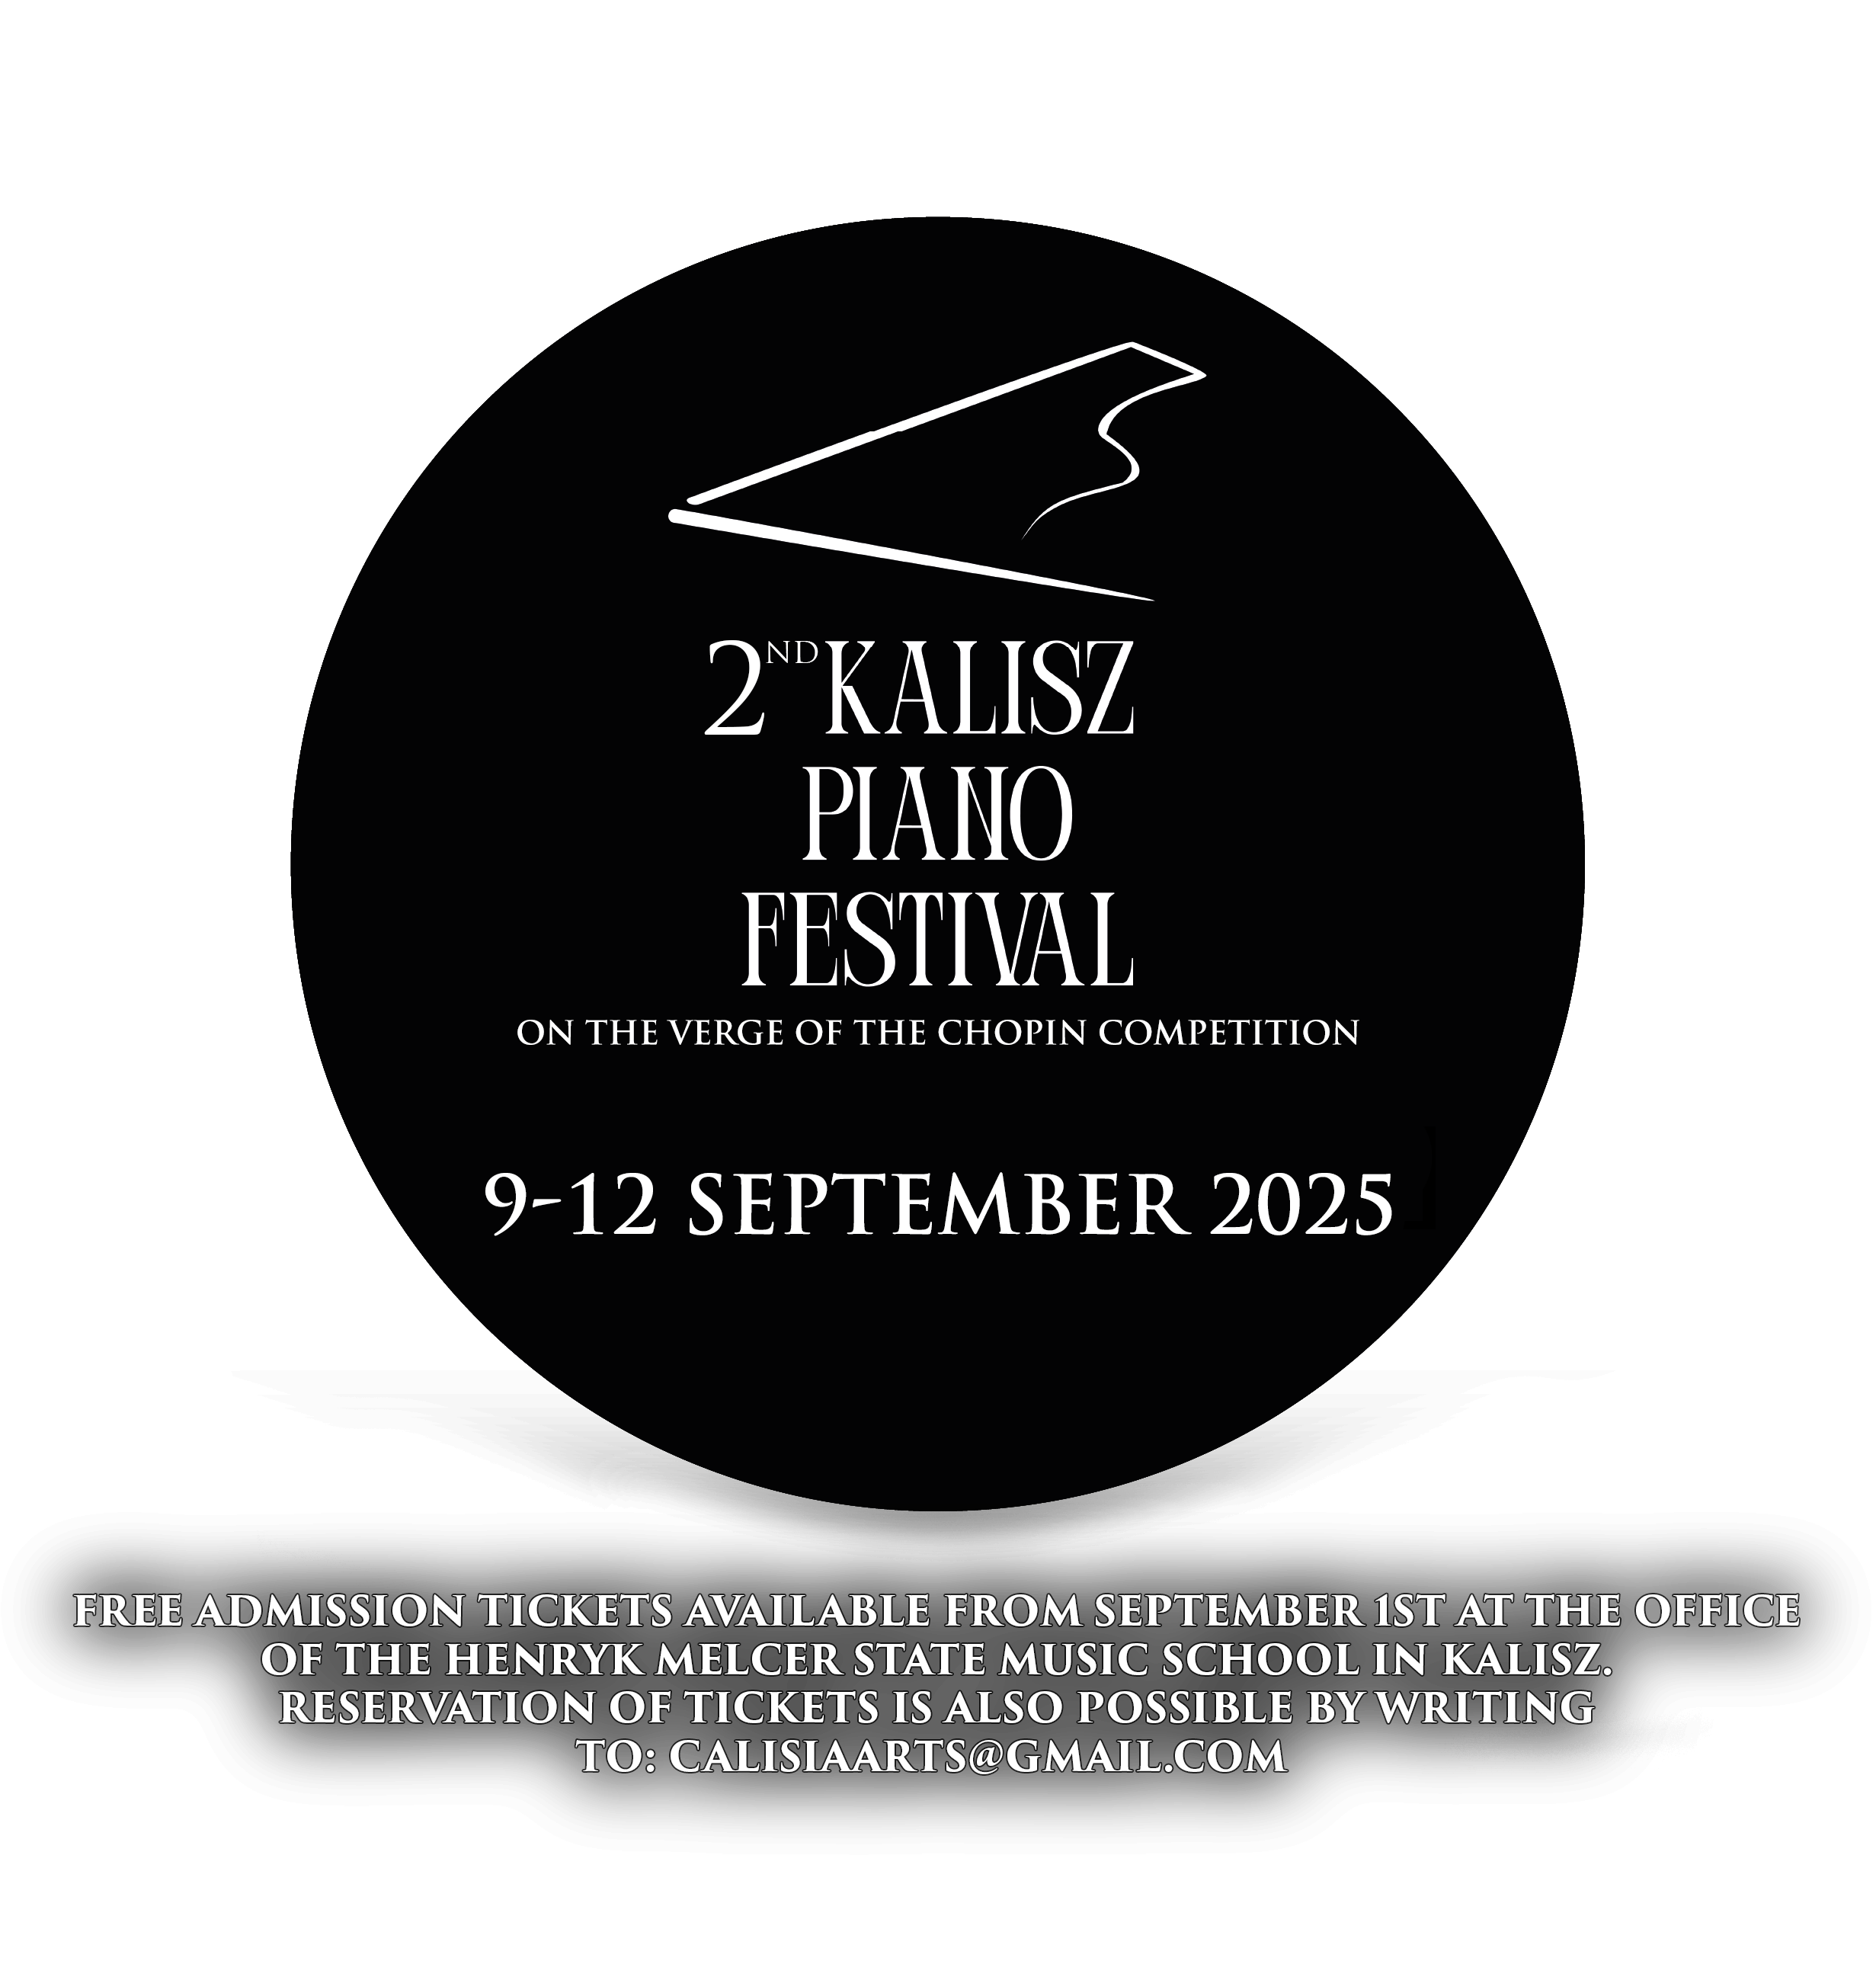 2ND KALISZ
PIANO
FESTIVAL
ON THE VERGE OF THE CHOPIN COMPETITION
9-12 SEPTEMBER 2025
FREE ADMISSION TICKETS AVAILABLE FROM SEPTEMBER 1ST AT THE OFFICE
OF THE HENRYK MELCER STATE MUSIC SCHOOL IN KALISZ.
RESERVATION OF TICKETS IS ALSO POSSIBLE BY WRITING
TO: CALISIAARTS@GMAIL.COM